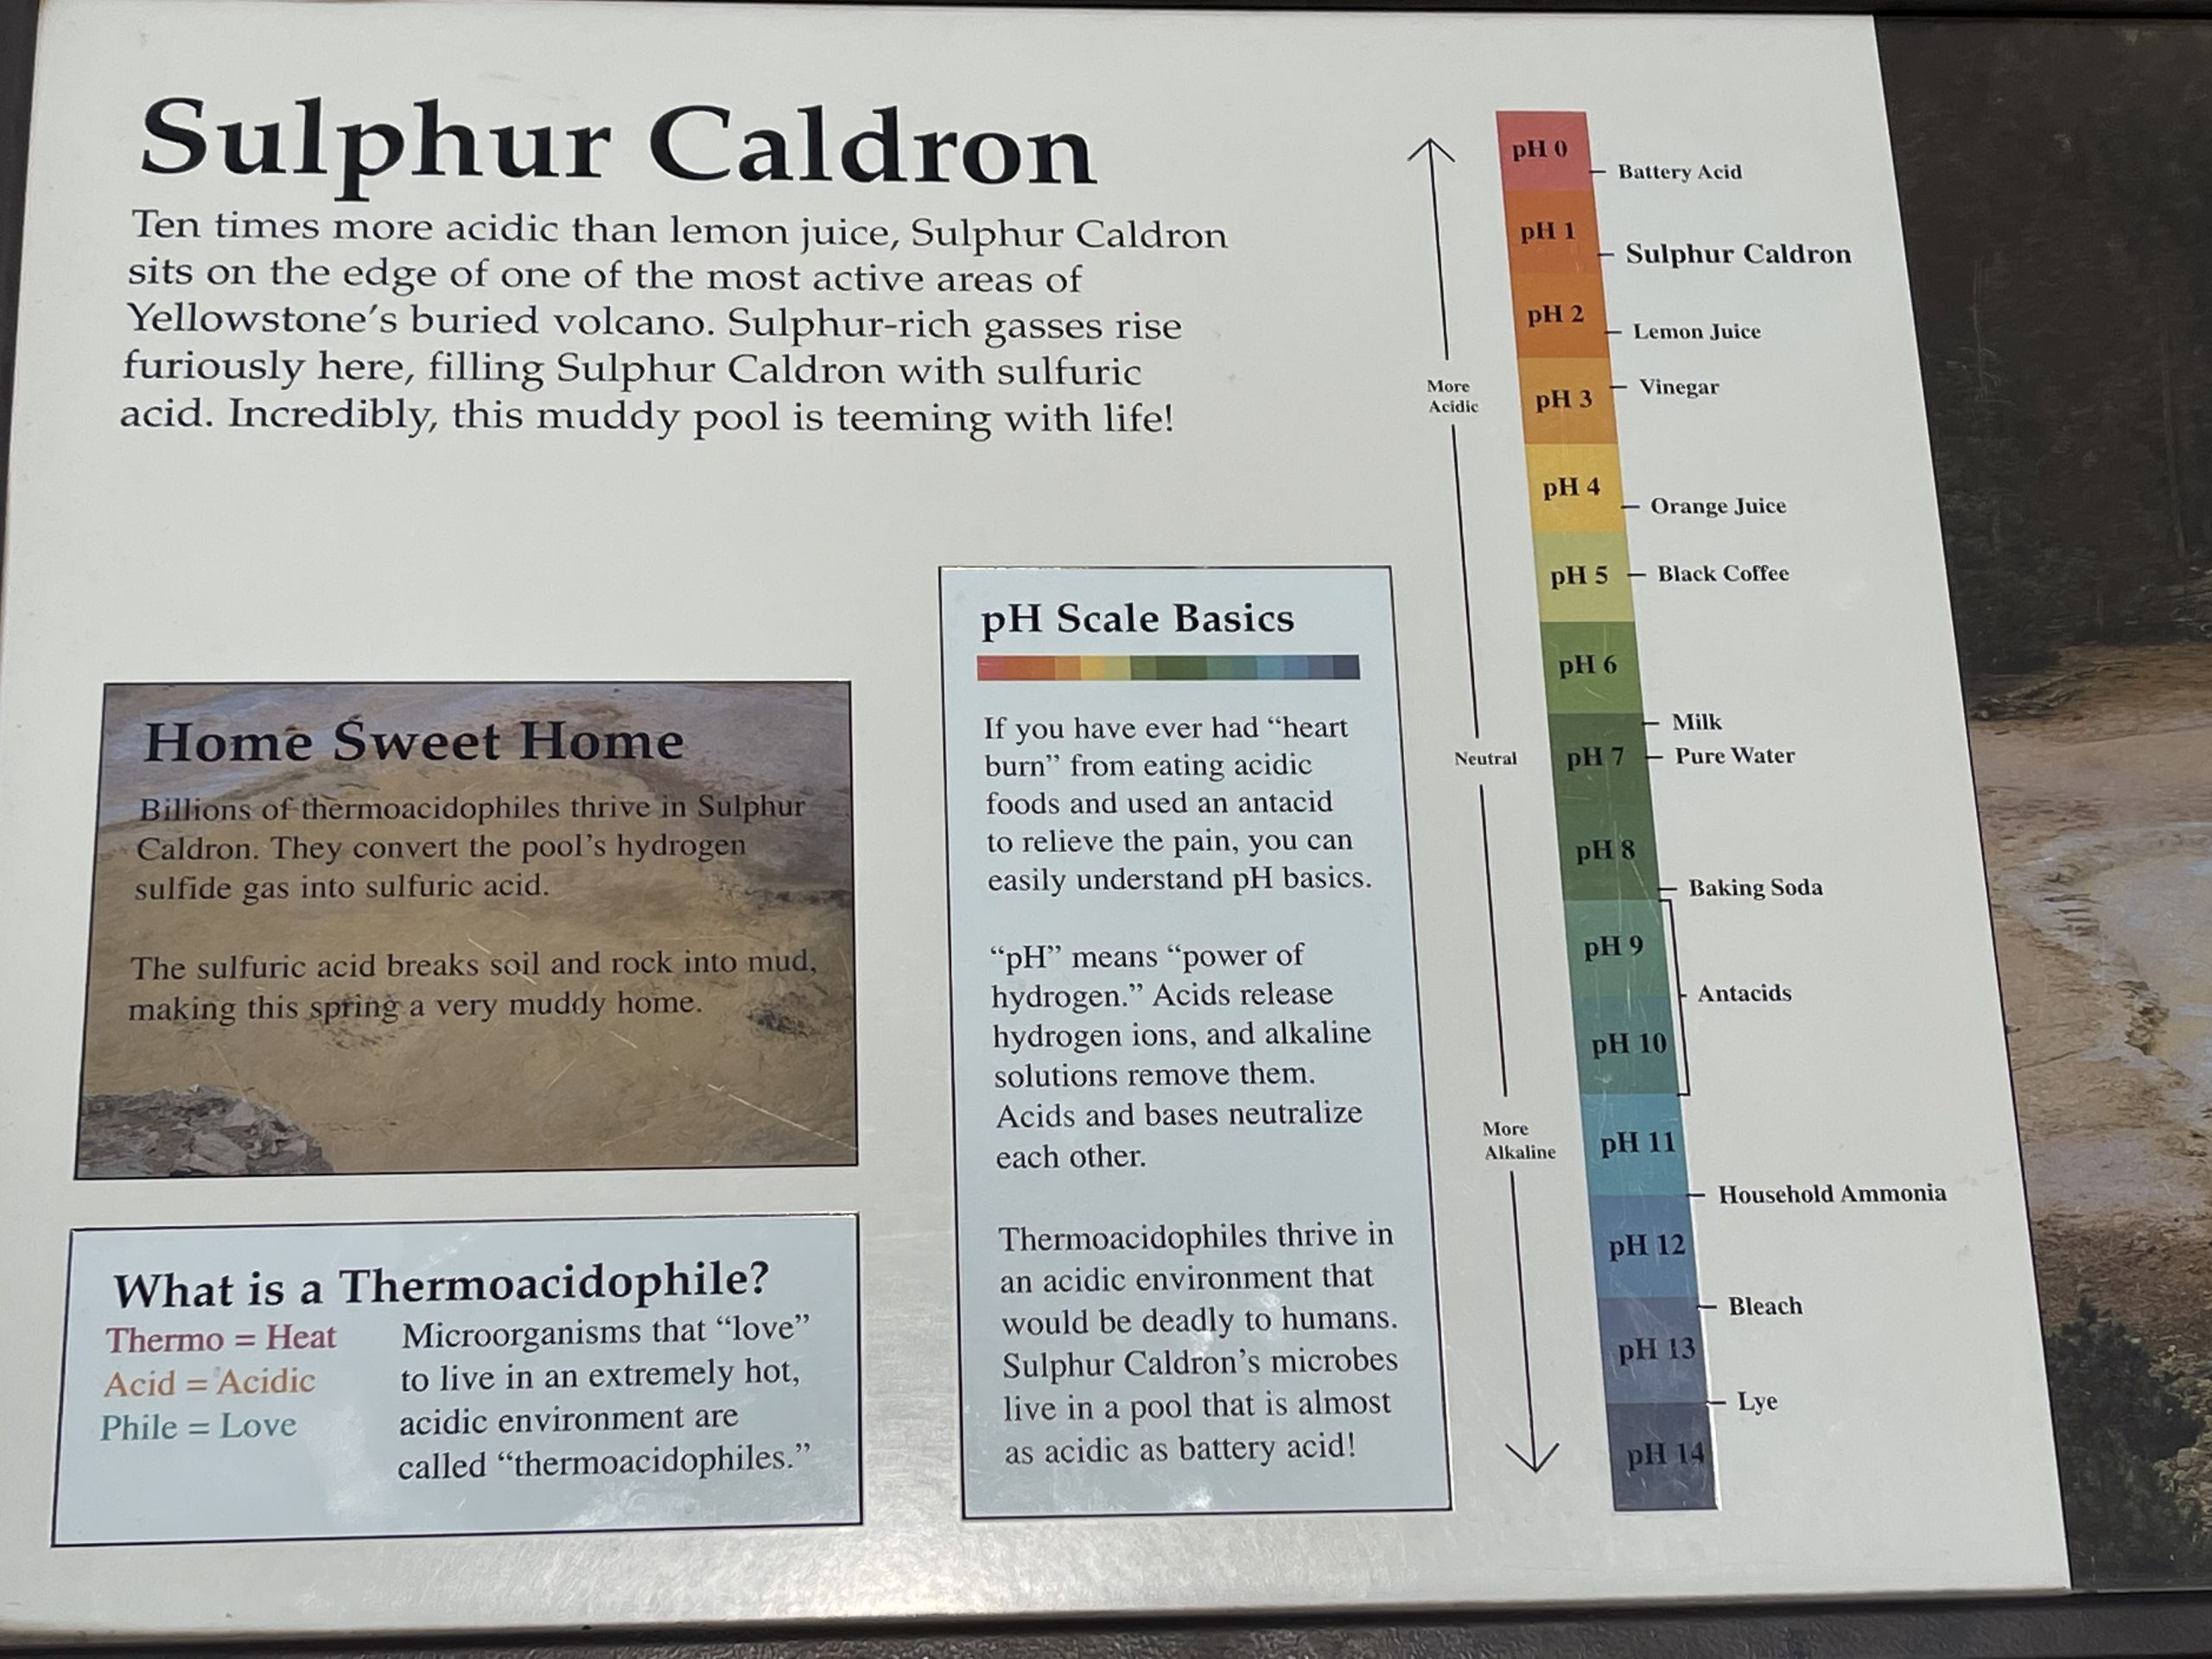 Sulphur Caldron
Ten times more acidic than lemon juice, Sulphur Caldron
sits on the edge of one of the most active areas of
Yellowstone's buried volcano. Sulphur-rich gasses rise
furiously here, filling Sulphur Caldron with sulfuric
acid. Incredibly, this muddy pool is teeming with life!
Home Sweet Home
Billions of thermoacidophiles thrive in Sulphur
Caldron. They convert the pool's hydrogen
sulfide gas into sulfuric acid.
The sulfuric acid breaks soil and rock into mud,
making this spring a very muddy home.
What is a Thermoacidophile?
Thermo = Heat
Acid = Acidic
Phile = Love
Microorganisms that “love”
to live in an extremely hot,
acidic environment are
called “thermoacidophiles.”
pH Scale Basics
If you have ever had “heart
burn” from eating acidic
foods and used an antacid
to relieve the pain, you can
easily understand pH basics.
“pH” means “power of
hydrogen.” Acids release
hydrogen ions, and alkaline
solutions remove them.
Acids and bases neutralize
each other.
Thermoacidophiles thrive in
an acidic environment that
would be deadly to humans.
Sulphur Caldron's microbes
live in a pool that is almost
as acidic as battery acid!
More
Acidic
Neutral
More
Alkaline
pH 0
Battery Acid
pH 1
Sulphur Caldron
pH 2
Lemon Juice
Vinegar
pH 3
pH 4
Orange Juice
pH 5
Black Coffee
pH 6
Milk
pH 7
Pure Water
pH 8
Baking Soda
pH 9
Antacids
pH 10
pH 11
Household Ammonia
pH 12
Bleach
pH 13
Lye
pH 14